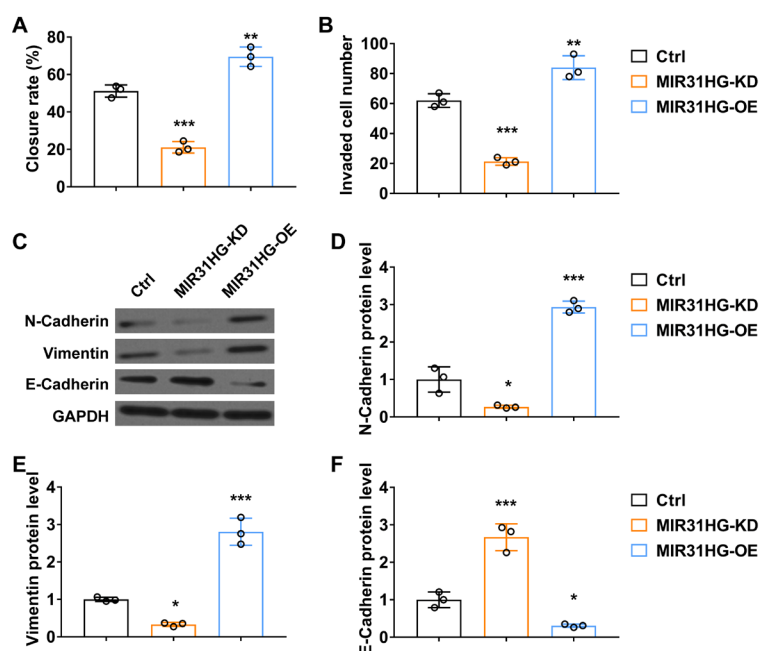 A
Closure rate (%)
80
60
40
20
0
***
**
B
Invaded cell number
100
80
60
40
20
0
***
**
Ctrl
MIR31HG-KD
MIR31HG-OE
C
Ctrl
MIR31HG-KD
MIR31HG-OE
N-Cadherin
Vimentin
E-Cadherin
GAPDH
D
N-Cadherin protein level
4
3
2
1
0
*
***
Ctrl
MIR31HG-KD
MIR31HG-OE
E
Vimentin protein level
4
3
2
1
0
*
***
F
E-Cadherin protein level
4
3
2
1
0
***
*
Ctrl
MIR31HG-KD
MIR31HG-OE